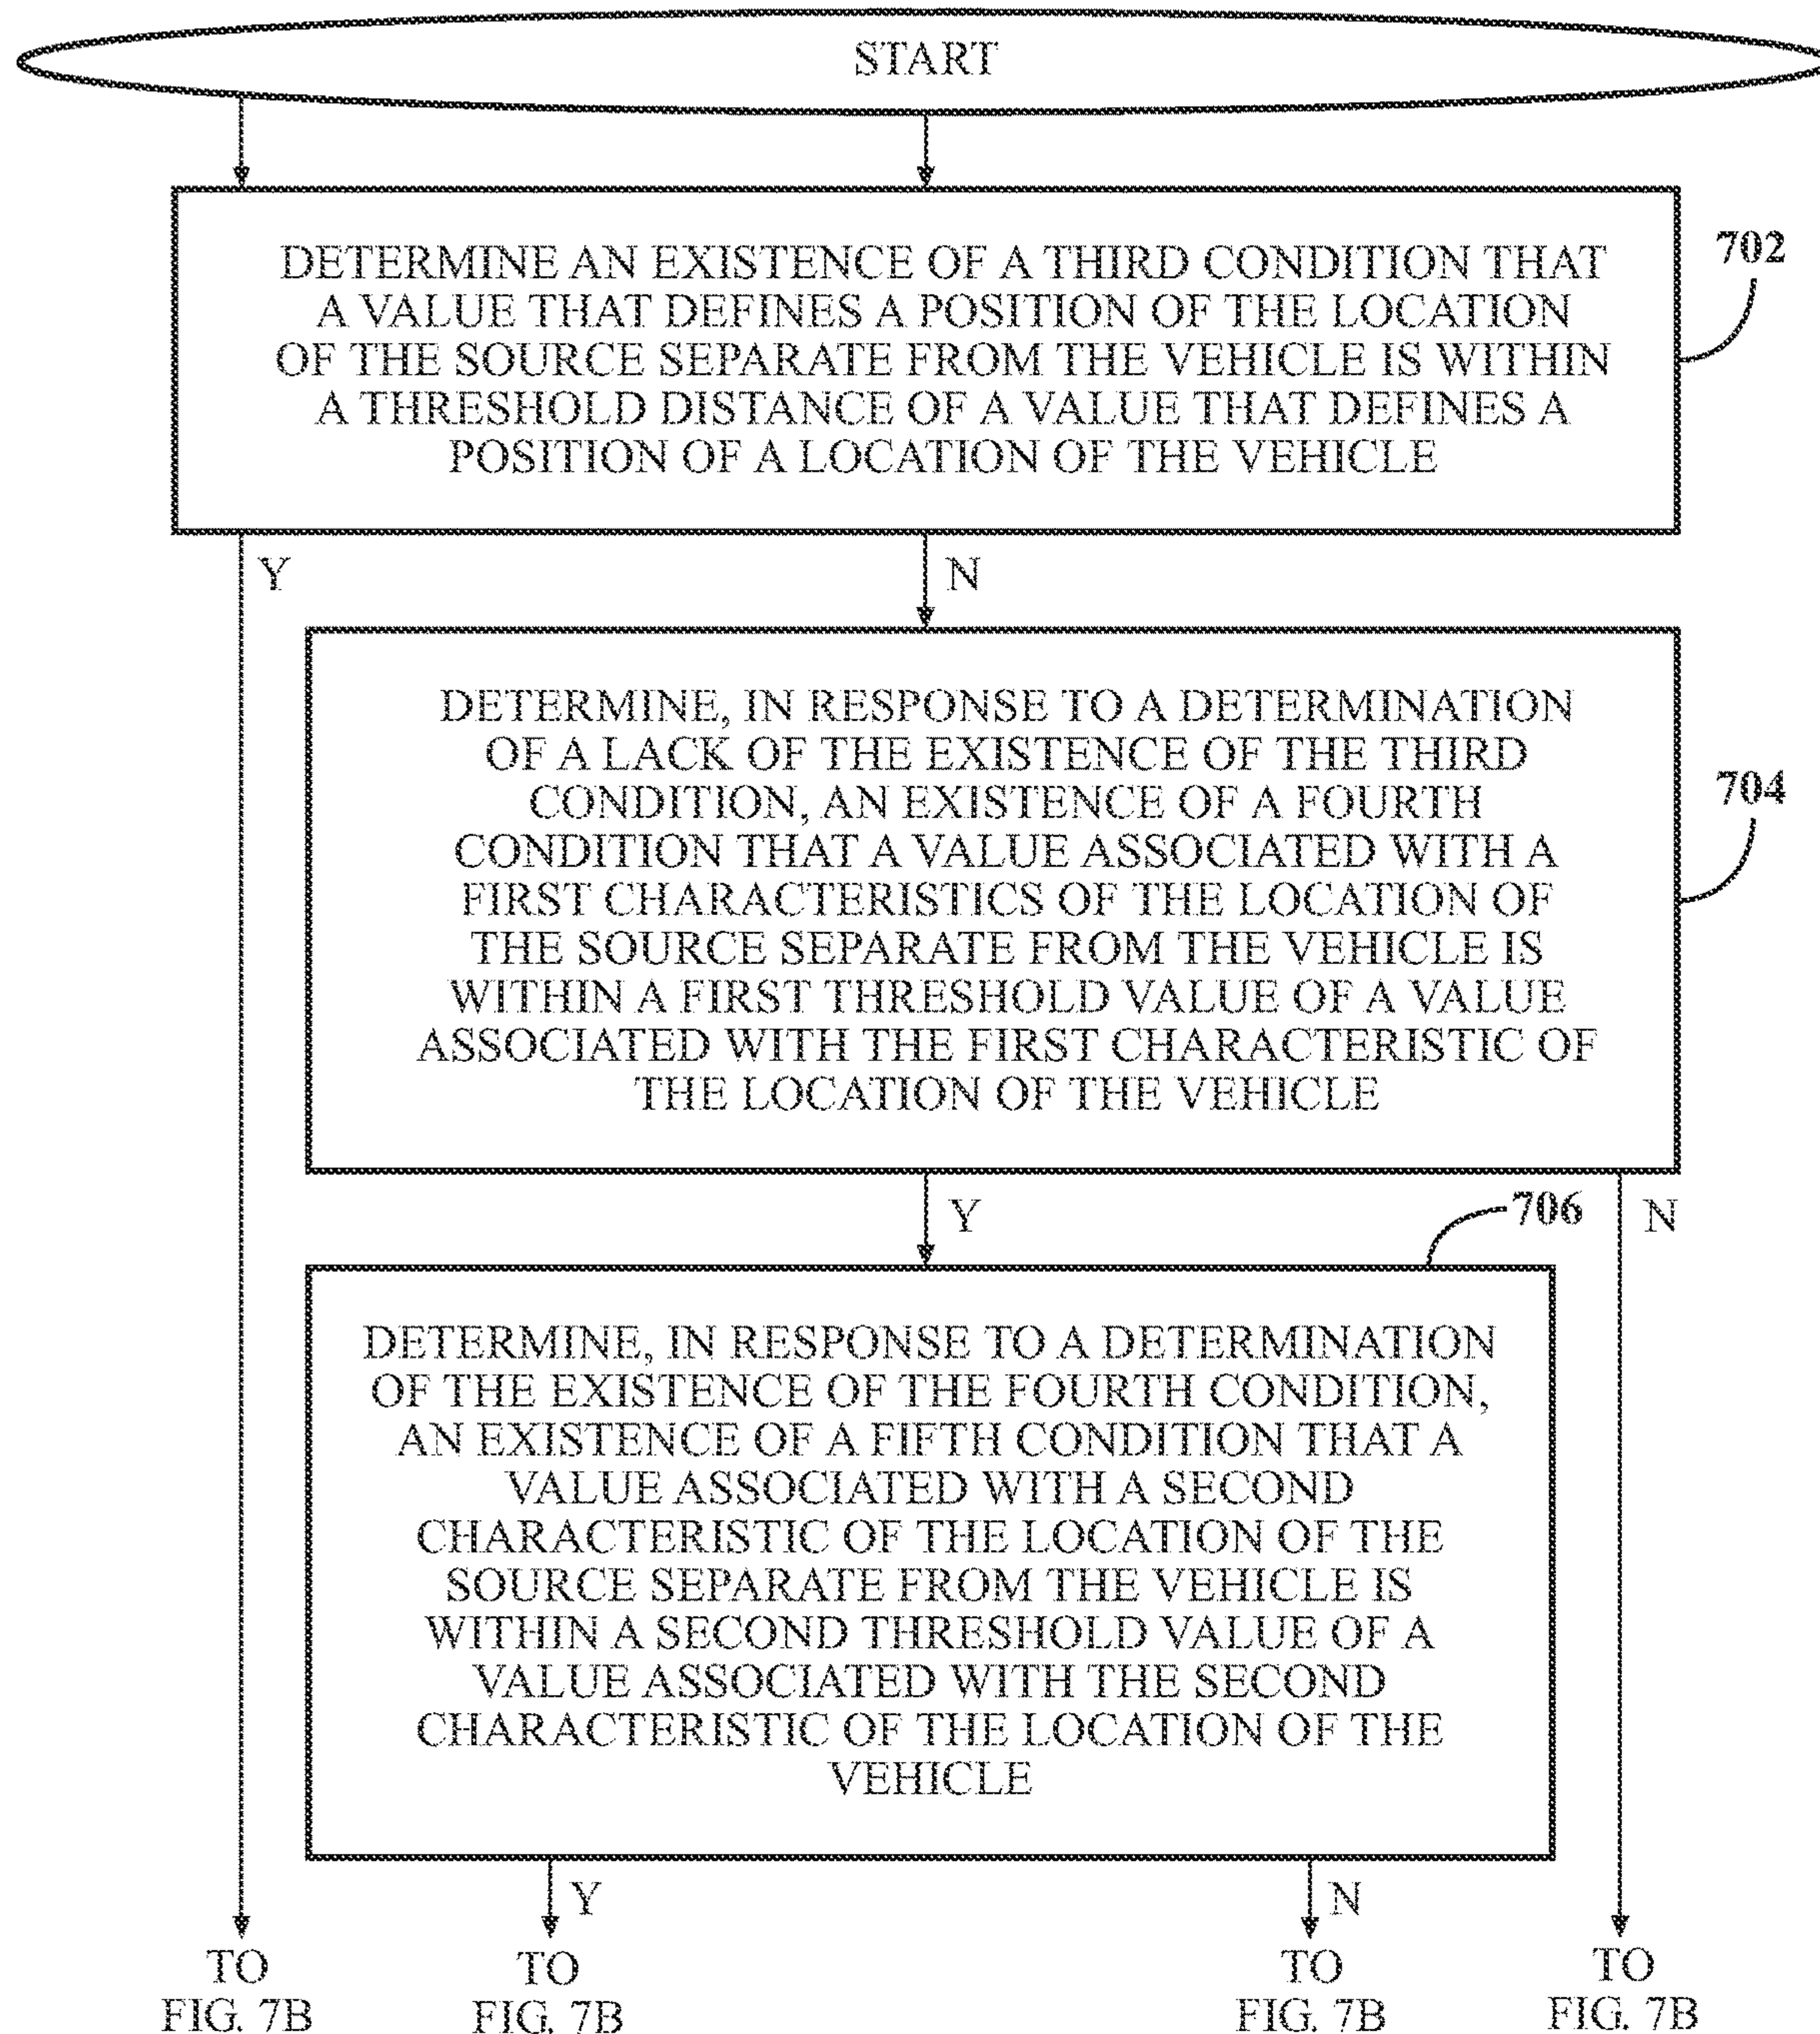 START
DETERMINE AN EXISTENCE OF A THIRD CONDITION THAT
A VALUE THAT DEFINES A POSITION OF THE LOCATION
OF THE SOURCE SEPARATE FROM THE VEHICLE IS WITHIN
A THRESHOLD DISTANCE OF A VALUE THAT DEFINES A
POSITION OF A LOCATION OF THE VEHICLE
702
Y
N
DETERMINE, IN RESPONSE TO A DETERMINATION
OF A LACK OF THE EXISTENCE OF THE THIRD
CONDITION, AN EXISTENCE OF A FOURTH
CONDITION THAT A VALUE ASSOCIATED WITH A
FIRST CHARACTERISTICS OF THE LOCATION OF
THE SOURCE SEPARATE FROM THE VEHICLE IS
WITHIN A FIRST THRESHOLD VALUE OF A VALUE
ASSOCIATED WITH THE FIRST CHARACTERISTIC OF
THE LOCATION OF THE VEHICLE
704
Y
N
706
DETERMINE, IN RESPONSE TO A DETERMINATION
OF THE EXISTENCE OF THE FOURTH CONDITION,
AN EXISTENCE OF A FIFTH CONDITION THAT A
VALUE ASSOCIATED WITH A SECOND
CHARACTERISTIC OF THE LOCATION OF THE
SOURCE SEPARATE FROM THE VEHICLE IS
WITHIN A SECOND THRESHOLD VALUE OF A
VALUE ASSOCIATED WITH THE SECOND
CHARACTERISTIC OF THE LOCATION OF THE
VEHICLE
Y
N
TO
FIG. 7B
TO
FIG. 7B
TO
FIG. 7B
TO
FIG. 7B